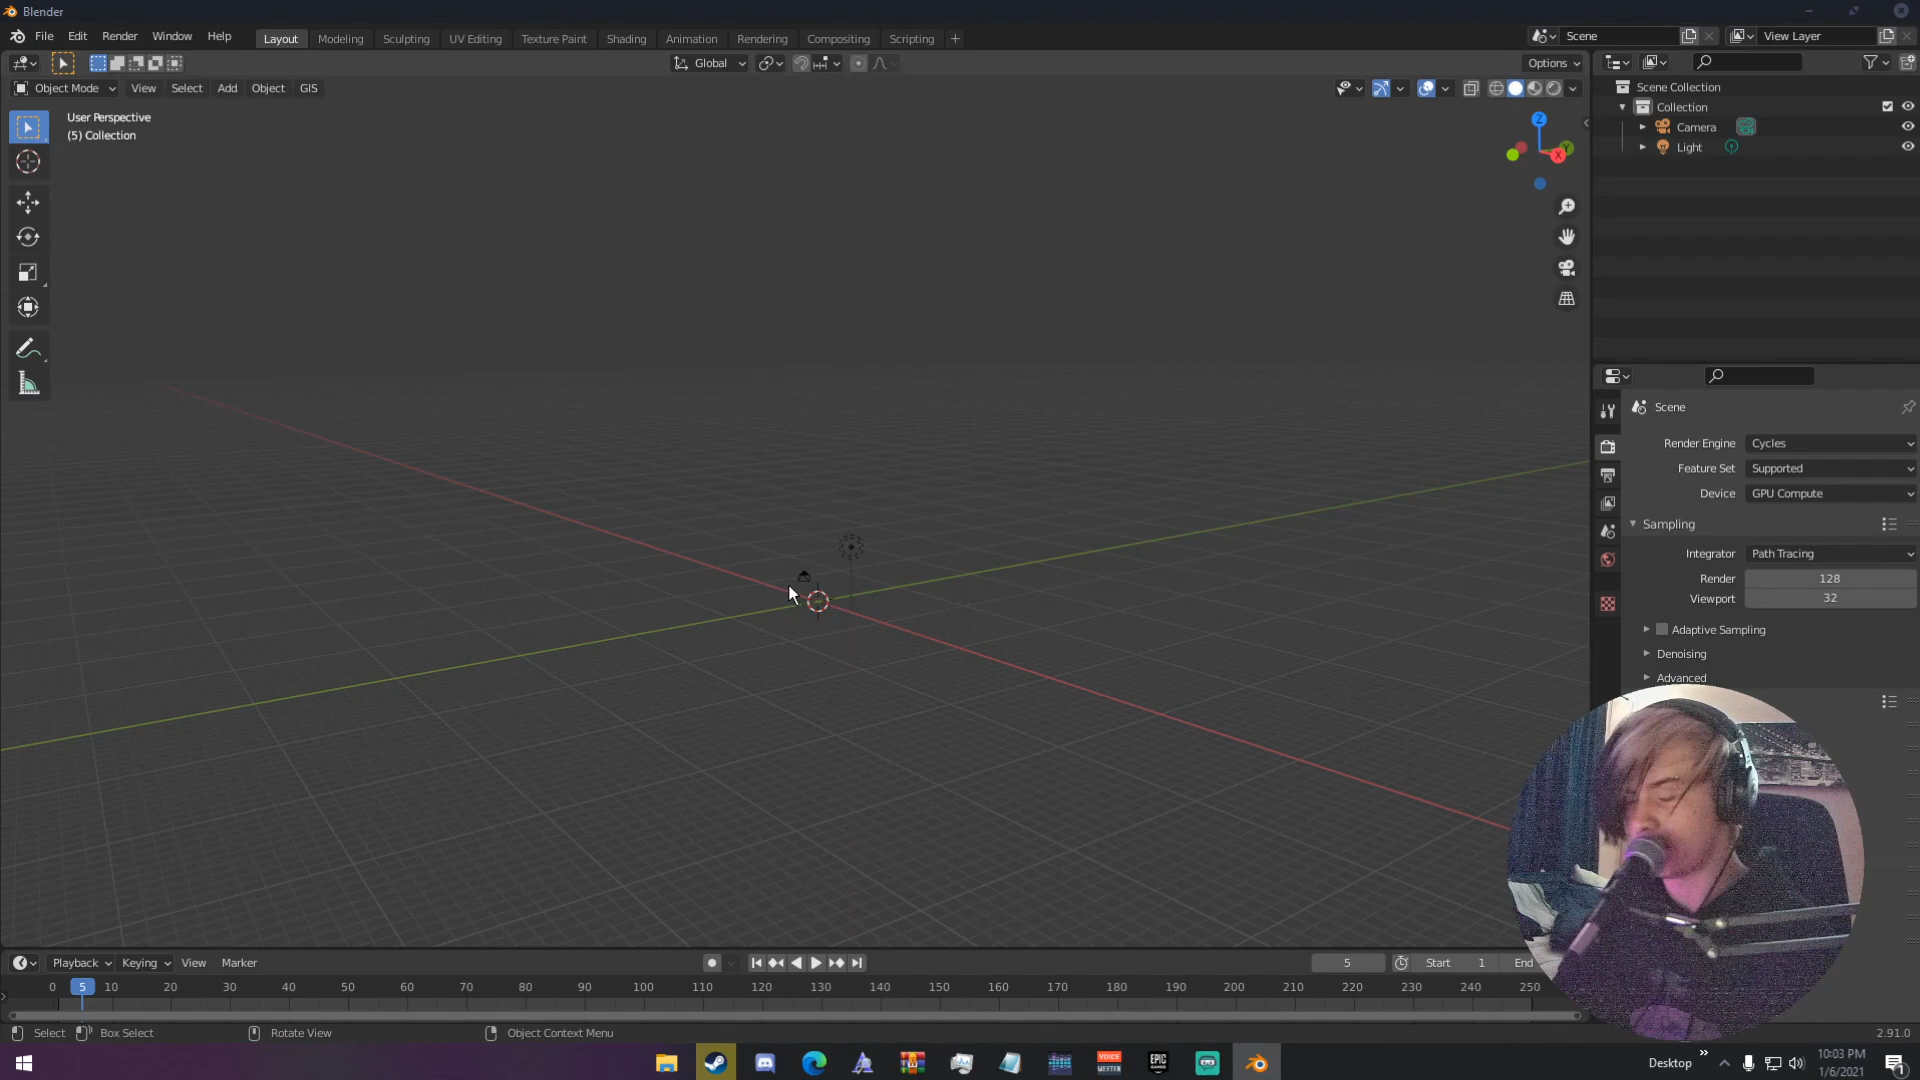 Blender
File Edit Render Window Help Layout Modeling Sculpting UV Editing Texture Paint Shading Animation Rendering Compositing Scripting + Scene View Layer
Global Options
Object Mode View Select Add Object GIS
User Perspective
(5) Collection
Z
Y
X
Scene Collection
Collection
Camera
Light
Scene
Render Engine Cycles
Feature Set Supported
Device GPU Compute
Sampling
Integrator Path Tracing
Render 128
Viewport 32
Adaptive Sampling
Denoising
Advanced
Playback Keying View Marker 5 Start 1 End
0 5 10 20 30 40 50 60 70 80 90 100 110 120 130 140 150 160 170 180 190 200 210 220 230 240 250
Select Box Select Rotate View Object Context Menu 2.91.0
VOICE
MEETER
EPIC
GAMES
Desktop
10:03 PM
1/6/2021
1